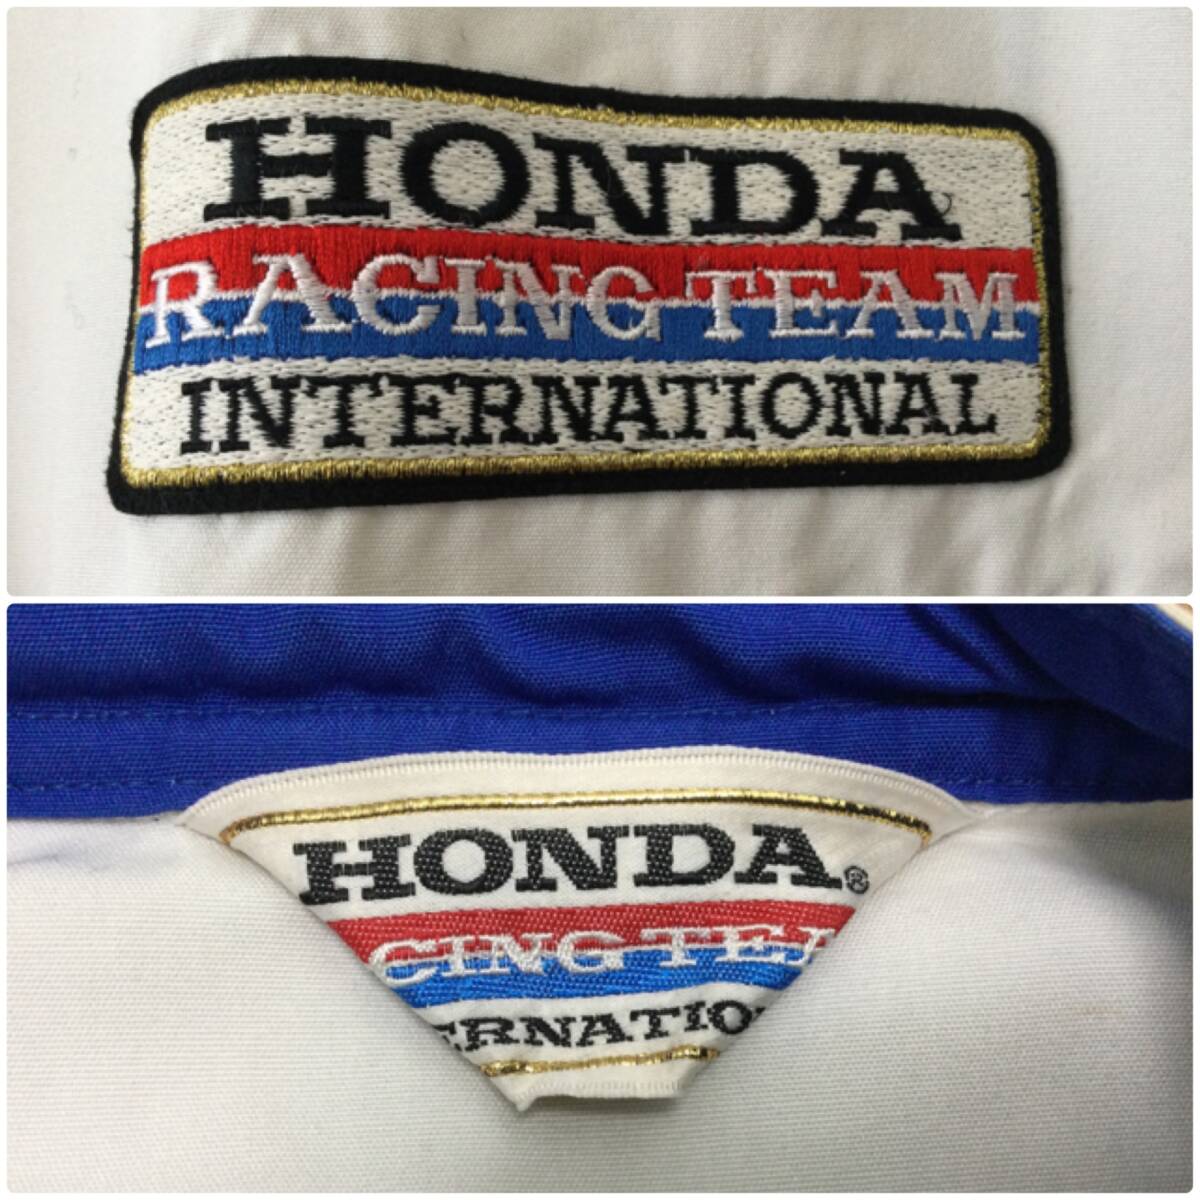 HONDA
RACING TEAM
INTERNATIONAL
HONDA®
CING TEA
ERNATIO